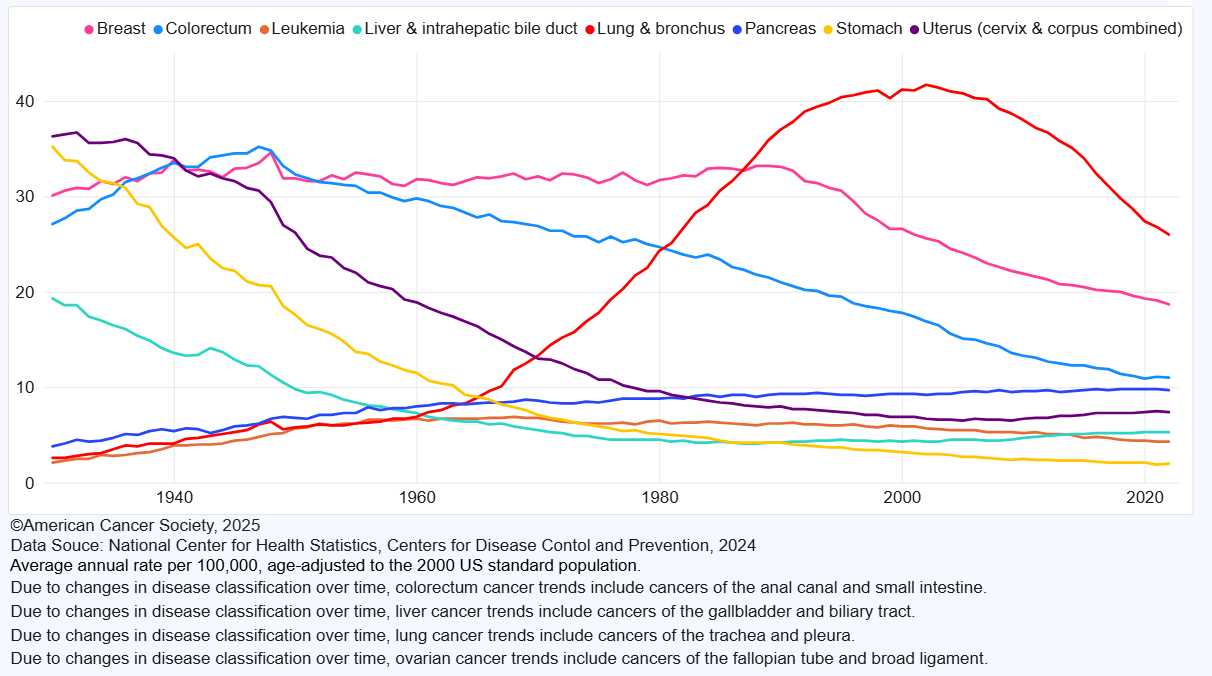 Breast Colorectum Leukemia Liver & intrahepatic bile duct Lung & bronchus Pancreas Stomach Uterus (cervix & corpus combined)
40
30
20
10
0
1940 1960 1980 2000 2020
©American Cancer Society, 2025
Data Souce: National Center for Health Statistics, Centers for Disease Contol and Prevention, 2024
Average annual rate per 100,000, age-adjusted to the 2000 US standard population.
Due to changes in disease classification over time, colorectum cancer trends include cancers of the anal canal and small intestine.
Due to changes in disease classification over time, liver cancer trends include cancers of the gallbladder and biliary tract.
Due to changes in disease classification over time, lung cancer trends include cancers of the trachea and pleura.
Due to changes in disease classification over time, ovarian cancer trends include cancers of the fallopian tube and broad ligament.